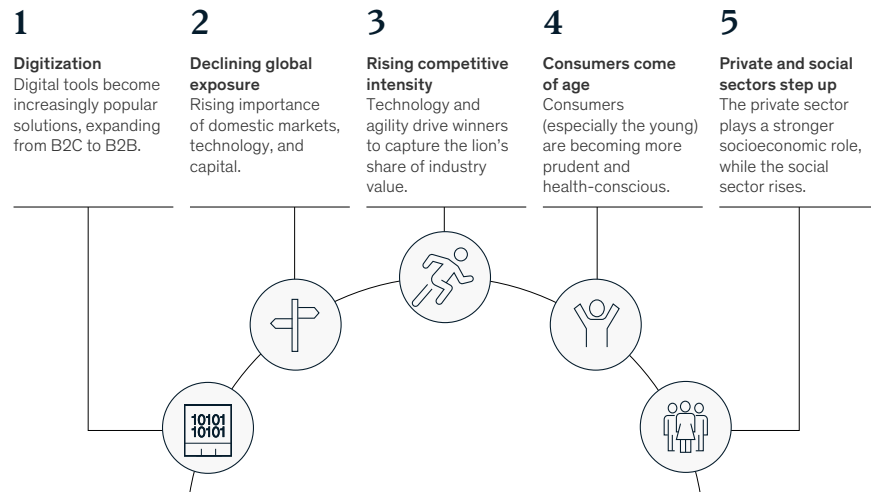 1
Digitization
Digital tools become
increasingly popular
solutions, expanding
from B2C to B2B.
2
Declining global
exposure
Rising importance
of domestic markets,
technology, and
capital.
3
Rising competitive
intensity
Technology and
agility drive winners
to capture the lion’s
share of industry
value.
4
Consumers come
of age
Consumers
(especially the young)
are becoming more
prudent and
health-conscious.
5
Private and social
sectors step up
The private sector
plays a stronger
socioeconomic role,
while the social
sector rises.
10101
10101